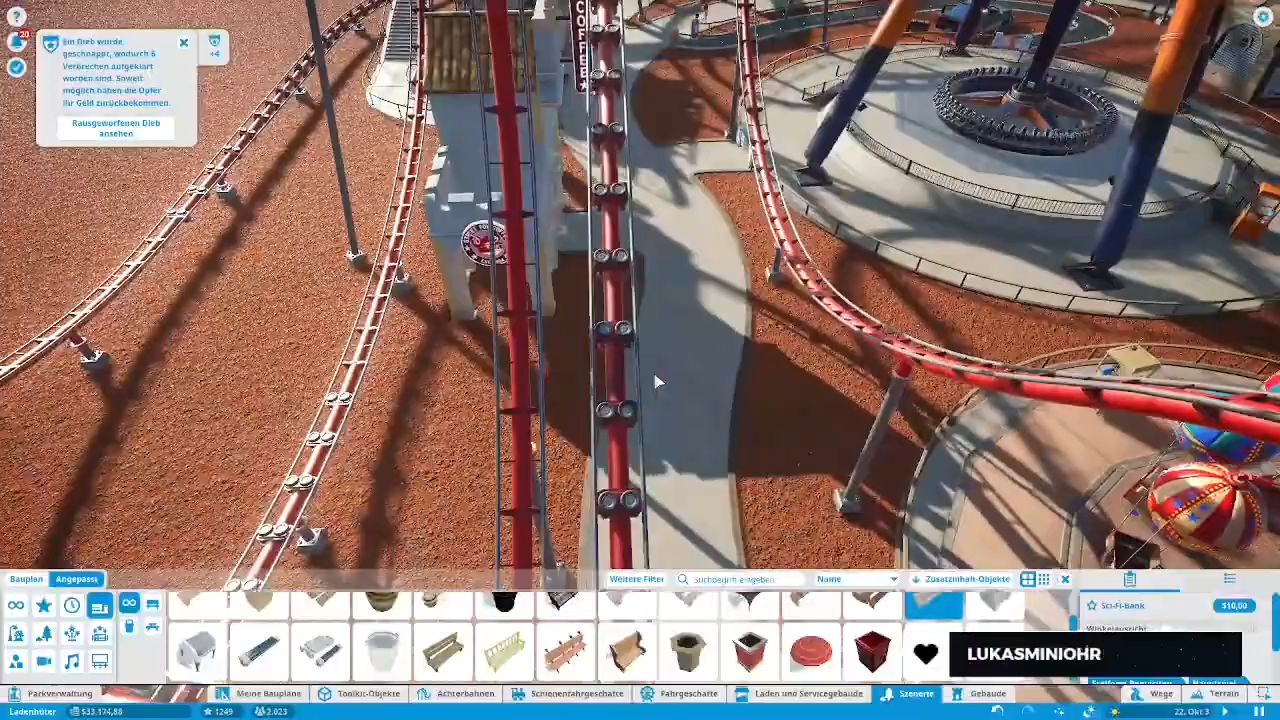 20
Ein Dieb wurde
geschnappt, wodurch 6
Verbrechen aufgeklärt
worden sind. Soweit
möglich haben die Opfer
ihr Geld zurückbekommen.
+4
Rausgeworfenen Dieb
ansehen
COFFEE
Bauplan Angepasst
Weitere Filter Suchbegriff eingeben Name Zusatzinhalt-Objekte
Sci-Fi-Bank $10,00
LUKASMINIOHR
Parkverwaltung Meine Baupläne Toolkit-Objekte Achterbahnen Schienenfahrgeschäfte Fahrgeschäfte Läden und Servicegebäude Szenerie Gebäude Wege Terrain
Ladenhüter $33.174,88 1249 2.023 22. Okt 3